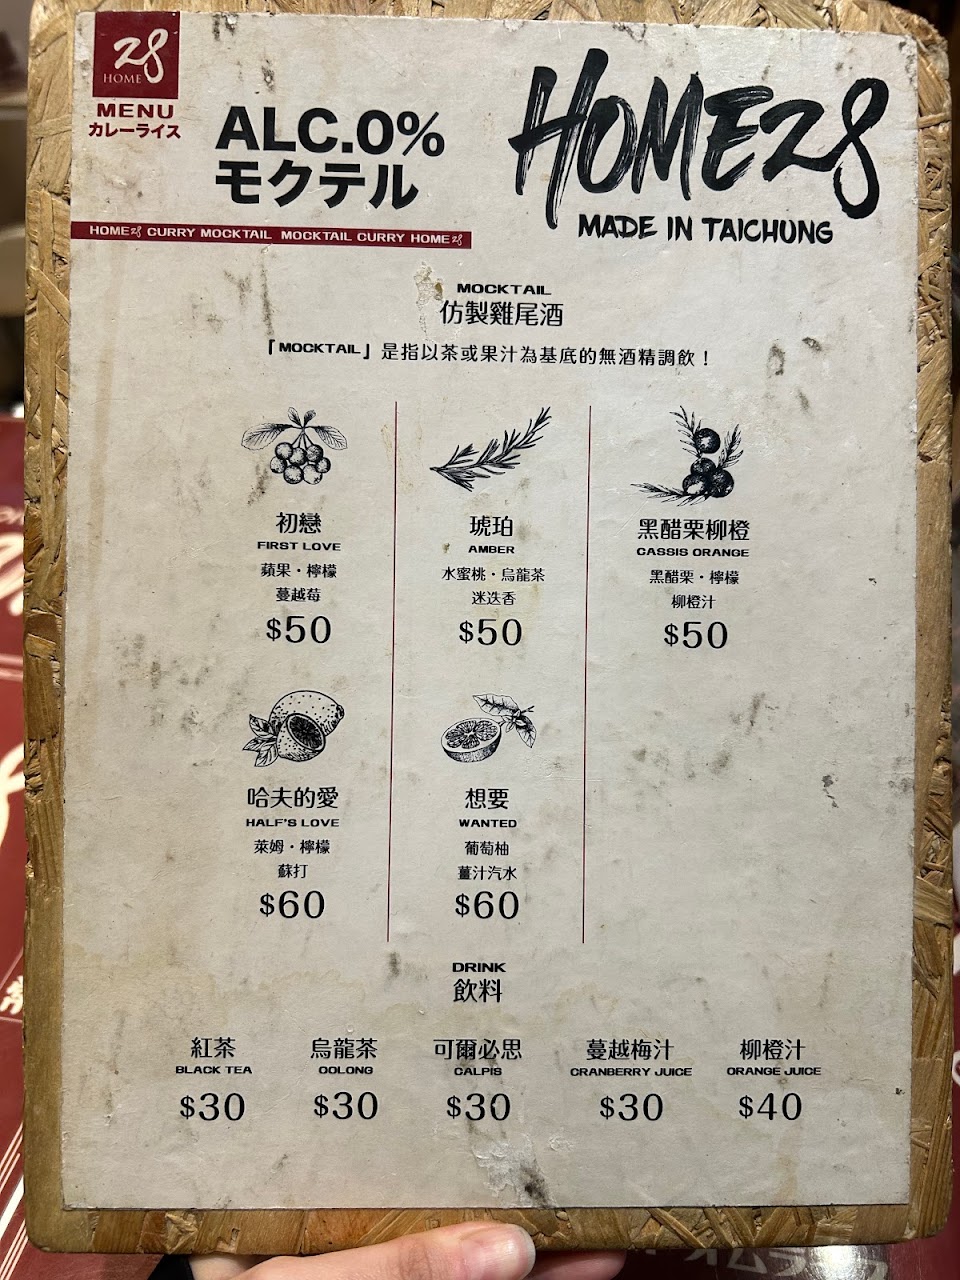 28
HOME
MENU
カレーライス
ALC.0%
モクテル
HOME28
MADE IN TAICHUNG
HOME28 CURRY MOCKTAIL MOCKTAIL CURRY HOME28
MOCKTAIL
仿製雞尾酒
「MOCKTAIL」是指以茶或果汁為基底的無酒精調飲！
初戀
FIRST LOVE
蘋果・檸檬
蔓越莓
$50
琥珀
AMBER
水蜜桃・烏龍茶
迷迭香
$50
黑醋栗柳橙
CASSIS ORANGE
黑醋栗・檸檬
柳橙汁
$50
哈夫的愛
HALF'S LOVE
萊姆・檸檬
蘇打
$60
想要
WANTED
葡萄柚
薑汁汽水
$60
DRINK
飲料
紅茶
BLACK TEA
$30
烏龍茶
OOLONG
$30
可爾必思
CALPIS
$30
蔓越梅汁
CRANBERRY JUICE
$30
柳橙汁
ORANGE JUICE
$40